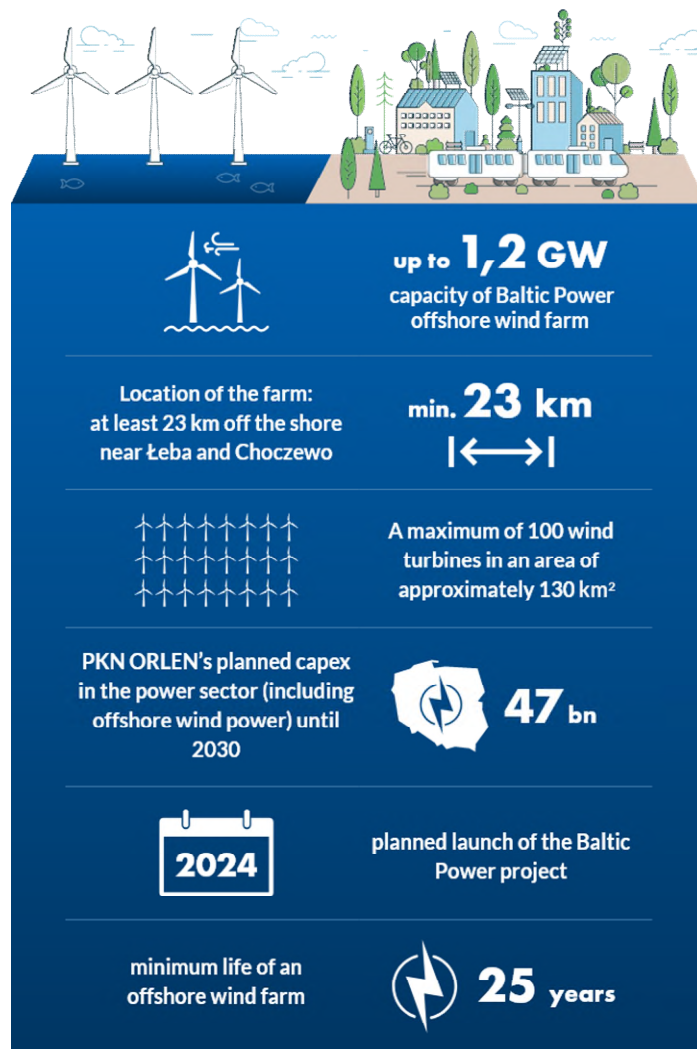 up to 1,2 GW
capacity of Baltic Power
offshore wind farm
Location of the farm:
at least 23 km off the shore
near Łeba and Choczewo
min. 23 km
A maximum of 100 wind
turbines in an area of
approximately 130 km²
PKN ORLEN’s planned capex
in the power sector (including
offshore wind power) until
2030
47 bn
2024
planned launch of the Baltic
Power project
minimum life of an
offshore wind farm
25 years